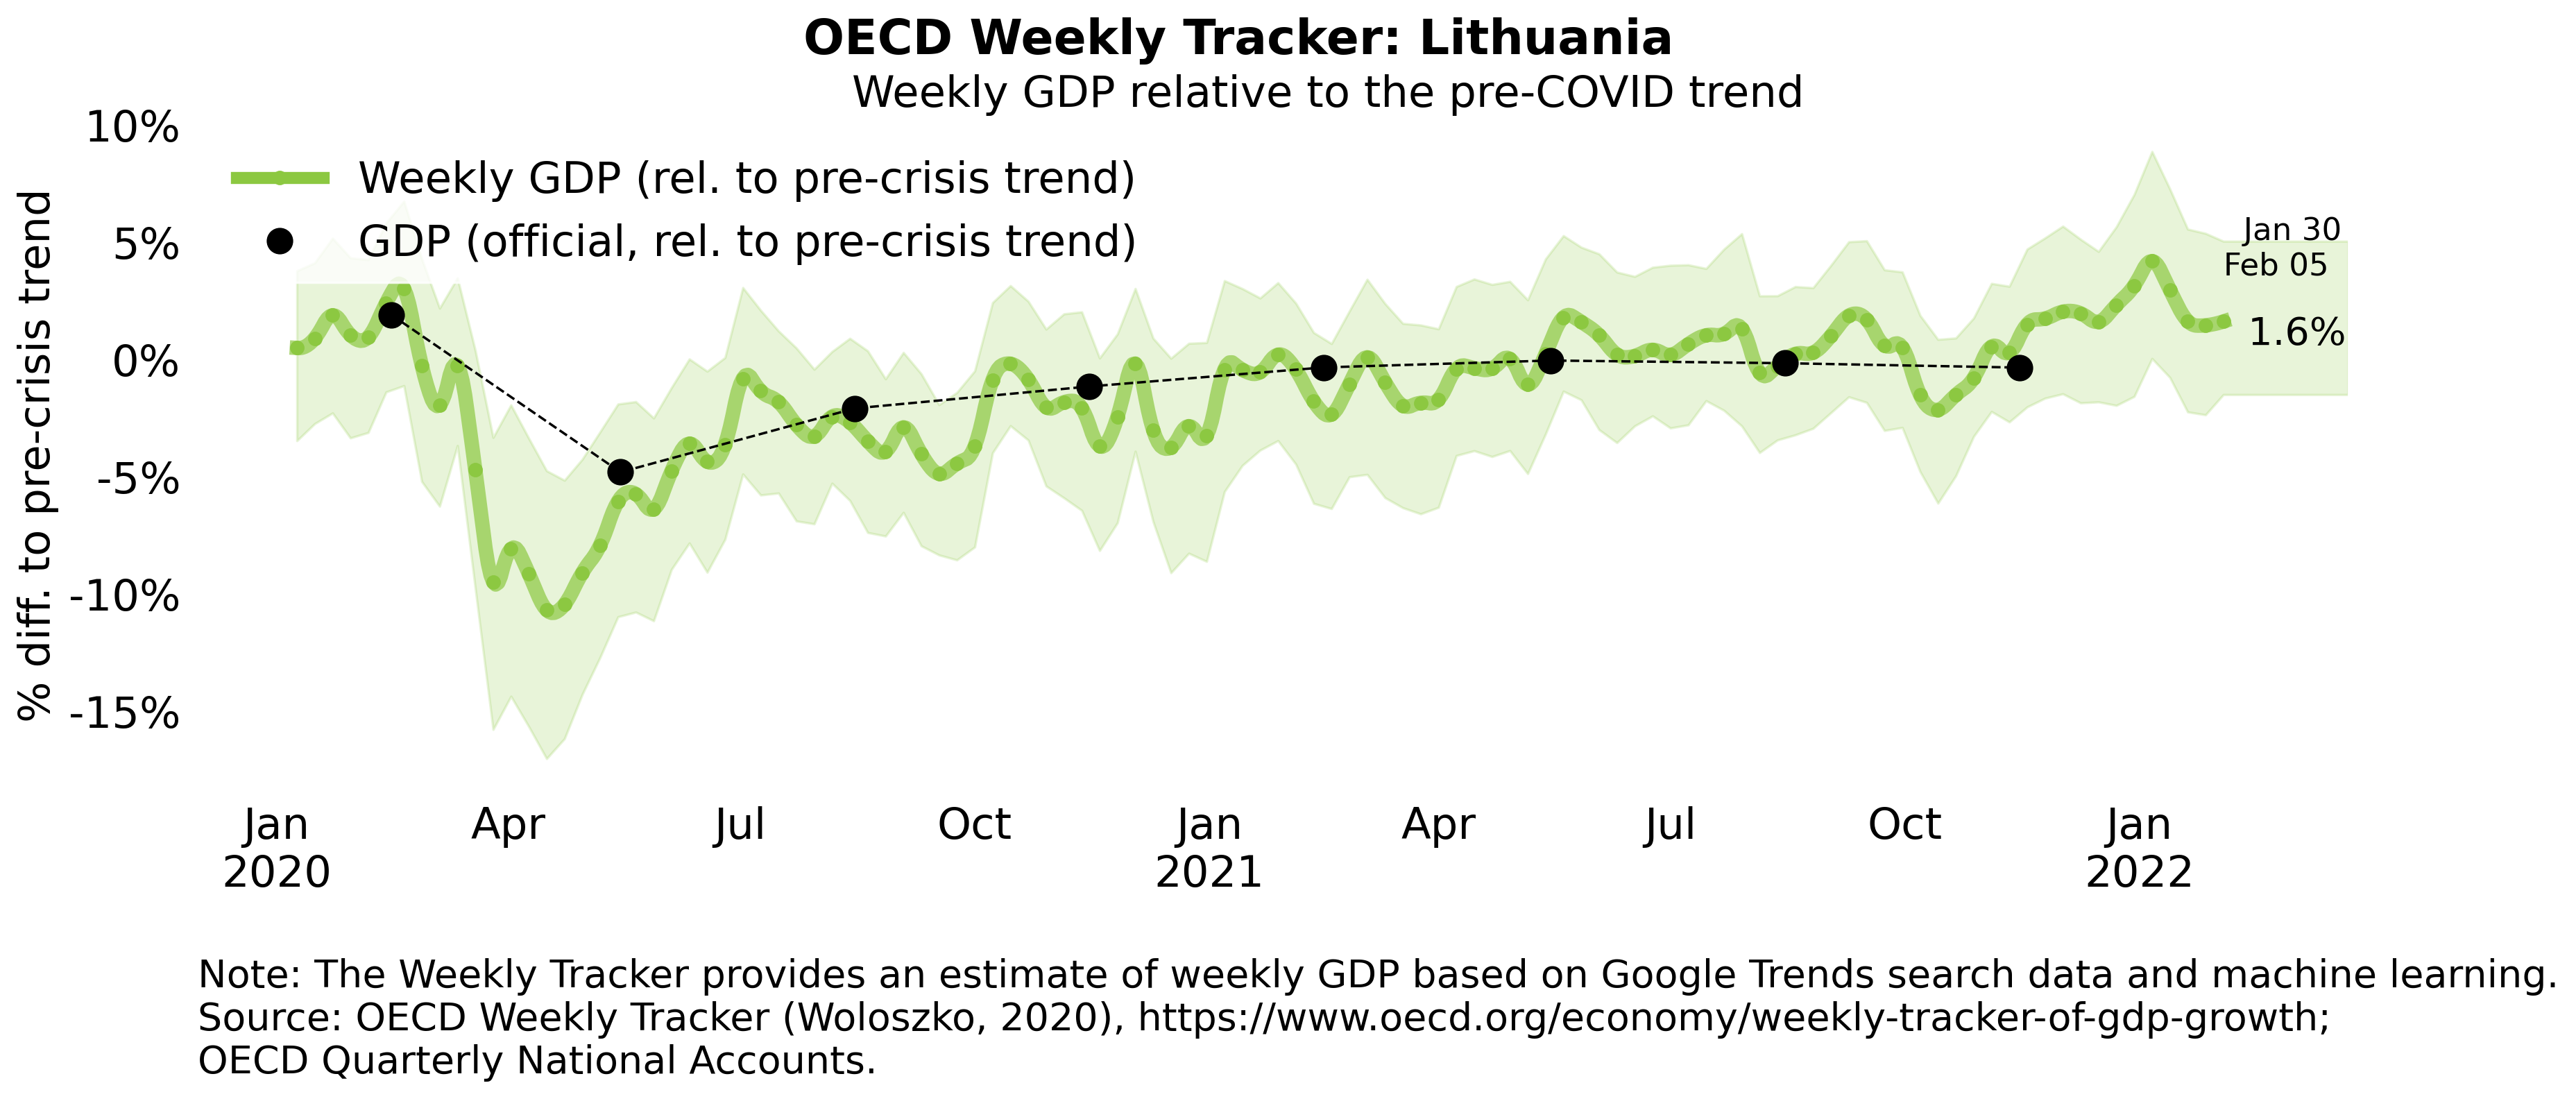 OECD Weekly Tracker: Lithuania
Weekly GDP relative to the pre-COVID trend
% diff. to pre-crisis trend
10%
5%
0%
-5%
-10%
-15%
Weekly GDP (rel. to pre-crisis trend)
GDP (official, rel. to pre-crisis trend)
Jan 30
Feb 05
1.6%
Jan Apr Jul Oct Jan Apr Jul Oct Jan
2020 2021 2022
Note: The Weekly Tracker provides an estimate of weekly GDP based on Google Trends search data and machine learning.
Source: OECD Weekly Tracker (Woloszko, 2020), https://www.oecd.org/economy/weekly-tracker-of-gdp-growth;
OECD Quarterly National Accounts.